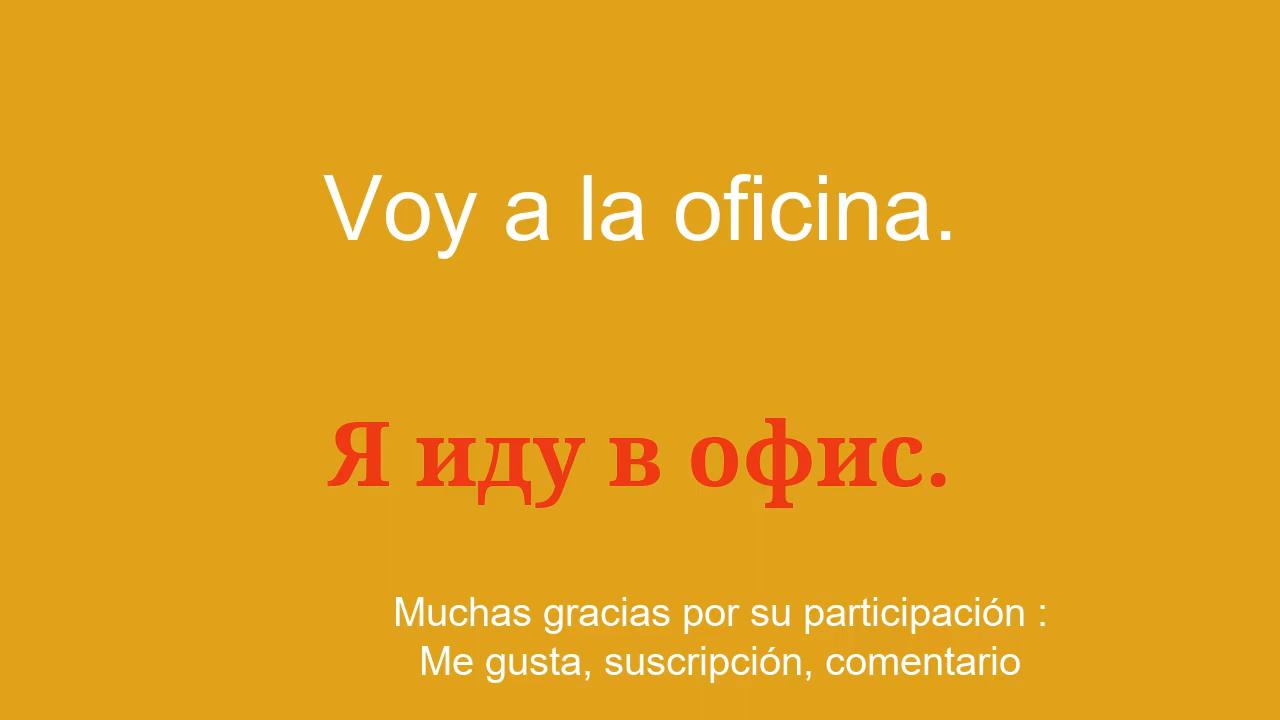 Voy a la oficina.
Я иду в офис.
Muchas gracias por su participación :
Me gusta, suscripción, comentario